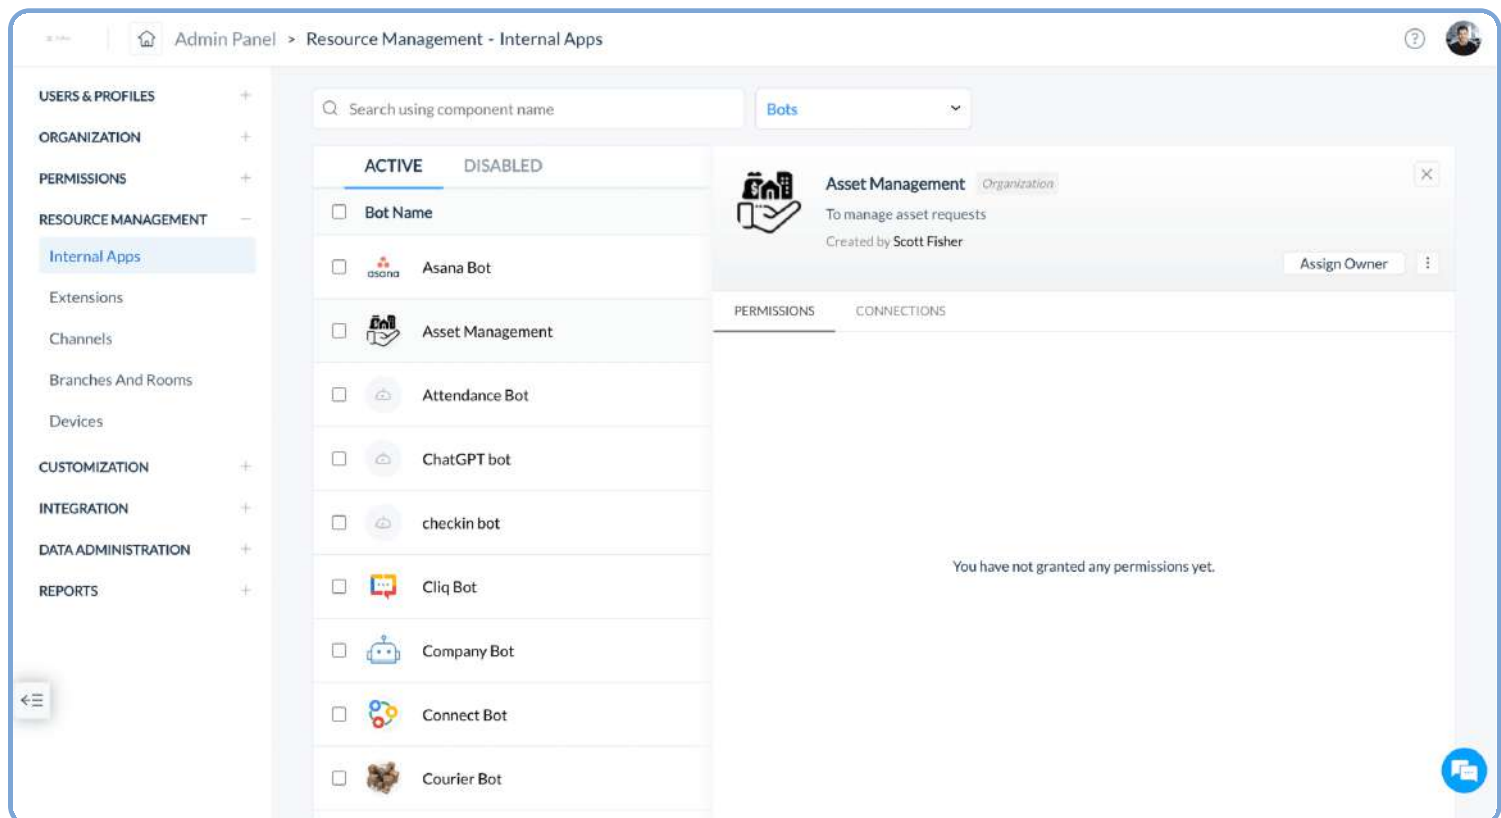 Admin Panel > Resource Management - Internal Apps
USERS & PROFILES
ORGANIZATION
PERMISSIONS
RESOURCE MANAGEMENT
Internal Apps
Extensions
Channels
Branches And Rooms
Devices
CUSTOMIZATION
INTEGRATION
DATA ADMINISTRATION
REPORTS
Search using component name
Bots
ACTIVE DISABLED
Bot Name
asana Asana Bot
Asset Management
Attendance Bot
ChatGPT bot
checkin bot
Cliq Bot
Company Bot
Connect Bot
Courier Bot
Asset Management Organization
To manage asset requests
Created by Scott Fisher
Assign Owner
PERMISSIONS CONNECTIONS
You have not granted any permissions yet.